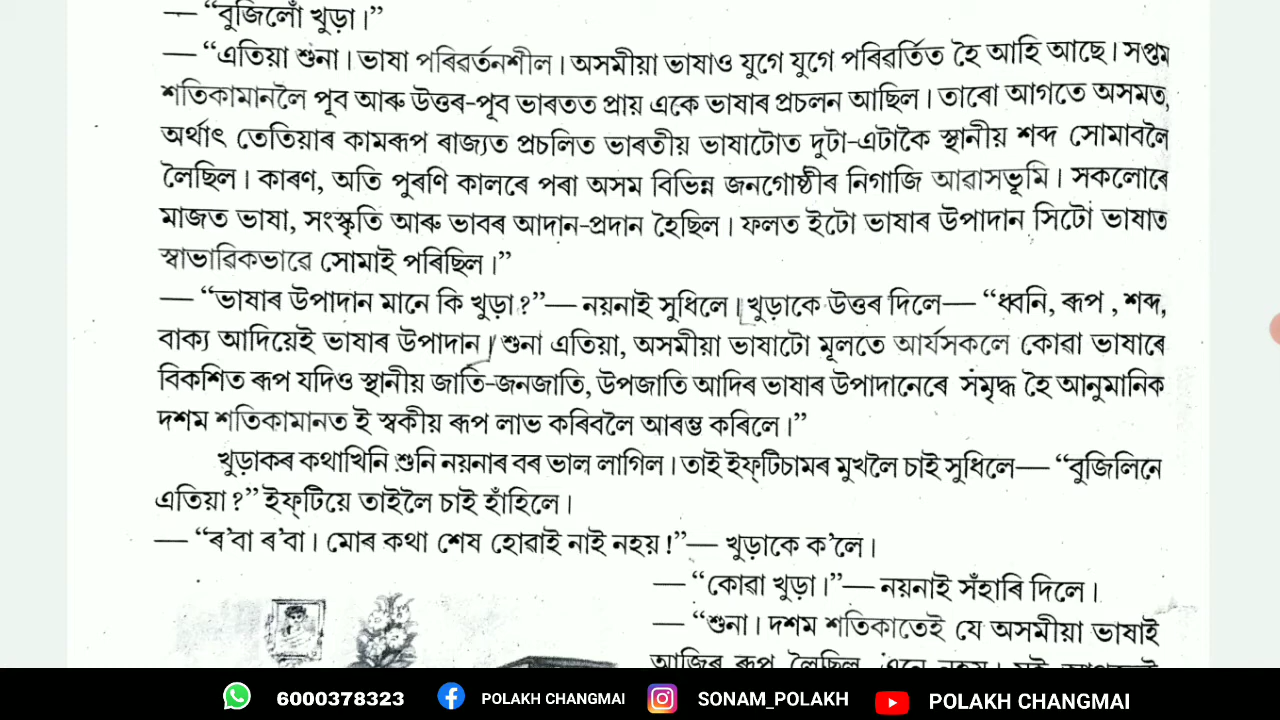 — “বুজিলোঁ খুড়া।”
— “এতিয়া শুনা। ভাষা পৰিৱৰ্তনশীল। অসমীয়া ভাষাও যুগে যুগে পৰিৱৰ্তিত হৈ আহি আছে। সপ্তম
শতিকামানলৈ পূব আৰু উত্তৰ-পূব ভাৰতত প্ৰায় একে ভাষাৰ প্ৰচলন আছিল। তাৰো আগতে অসমত,
অৰ্থাৎ তেতিয়াৰ কামৰূপ ৰাজ্যত প্ৰচলিত ভাৰতীয় ভাষাটোত দুটা-এটাকৈ স্থানীয় শব্দ সোমাবলৈ
লৈছিল। কাৰণ, অতি পুৰণি কালৰে পৰা অসম বিভিন্ন জনগোষ্ঠীৰ নিগাজি আৱাসভূমি। সকলোৰে
মাজত ভাষা, সংস্কৃতি আৰু ভাবৰ আদান-প্ৰদান হৈছিল। ফলত ইটো ভাষাৰ উপাদান সিটো ভাষাত
স্বাভাৱিকভাৱে সোমাই পৰিছিল।”
— “ভাষাৰ উপাদান মানে কি খুড়া?”— নয়নাই সুধিলে। খুড়াকে উত্তৰ দিলে— “ধ্বনি, ৰূপ , শব্দ,
বাক্য আদিয়েই ভাষাৰ উপাদান। শুনা এতিয়া, অসমীয়া ভাষাটো মূলতে আৰ্যসকলে কোৱা ভাষাৰে
বিকশিত ৰূপ যদিও স্থানীয় জাতি-জনজাতি, উপজাতি আদিৰ ভাষাৰ উপাদানেৰে সমৃদ্ধ হৈ আনুমানিক
দশম শতিকামানত ই স্বকীয় ৰূপ লাভ কৰিবলৈ আৰম্ভ কৰিলে।”
খুড়াকৰ কথাখিনি শুনি নয়নাৰ বৰ ভাল লাগিল। তাই ইফ্‌টিচামৰ মুখলৈ চাই সুধিলে— “বুজিলিনে
এতিয়া?” ইফ্‌টিয়ে তাইলৈ চাই হাঁহিলে।
— “ৰ’বা ৰ’বা। মোৰ কথা শেষ হোৱাই নাই নহয়!”— খুড়াকে ক’লে।
— “কোৱা খুড়া।”— নয়নাই সঁহাৰি দিলে।
— “শুনা। দশম শতিকাতেই যে অসমীয়া ভাষাই
আজিৰ ৰূপ লৈছিল এনে নহয়।
6000378323 POLAKH CHANGMAI SONAM_POLAKH POLAKH CHANGMAI